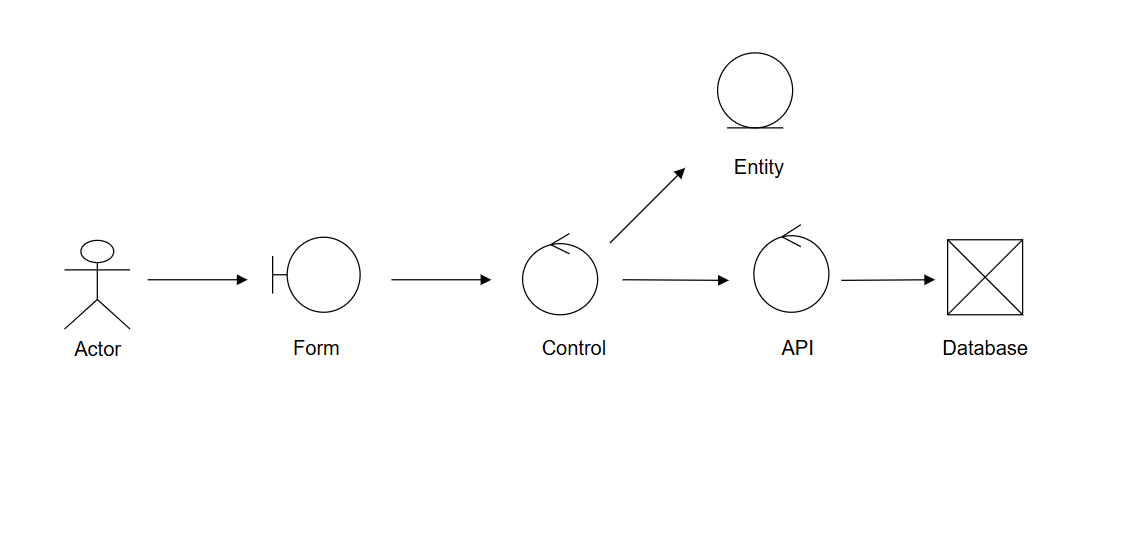 Entity
Actor
Form
Control
API
Database